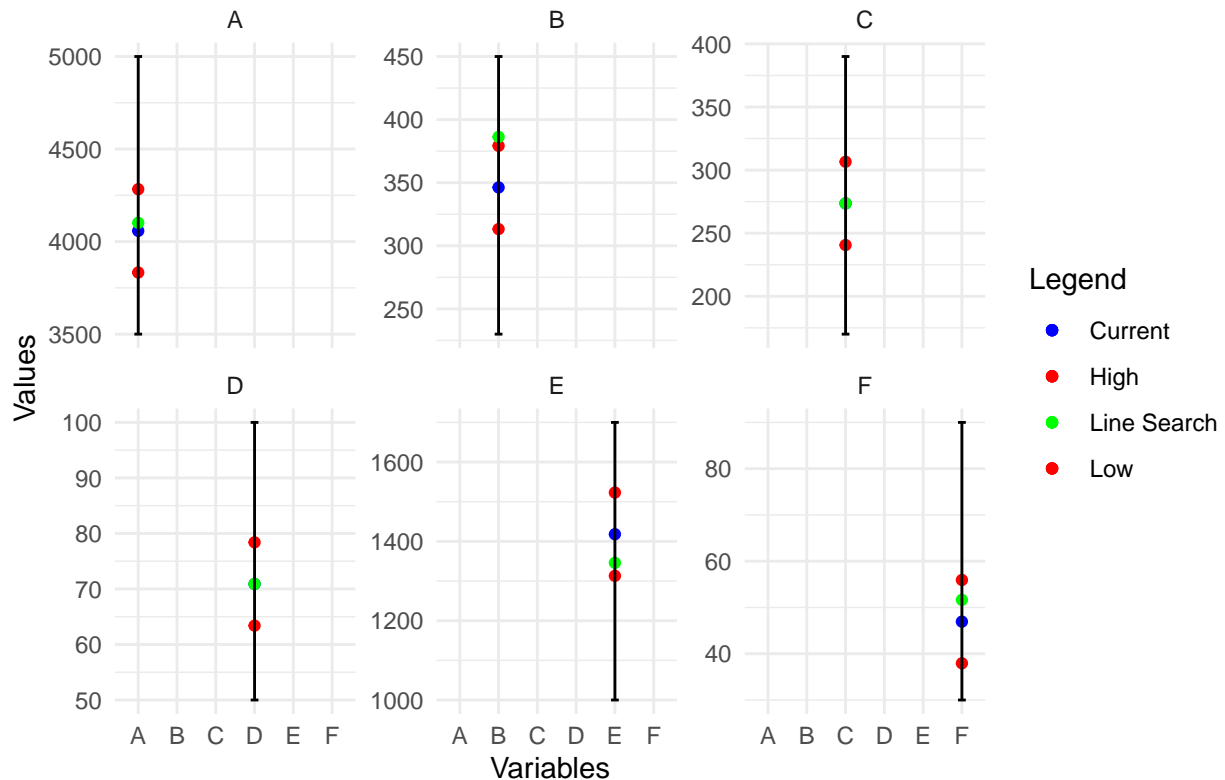 A
B
C
5000
4500
4000
3500
450
400
350
300
250
400
350
300
250
200
Values
D
E
F
100
90
80
70
60
50
1600
1400
1200
1000
80
60
40
A B C D E F
A B C D E F
A B C D E F
Variables
Legend
Current
High
Line Search
Low